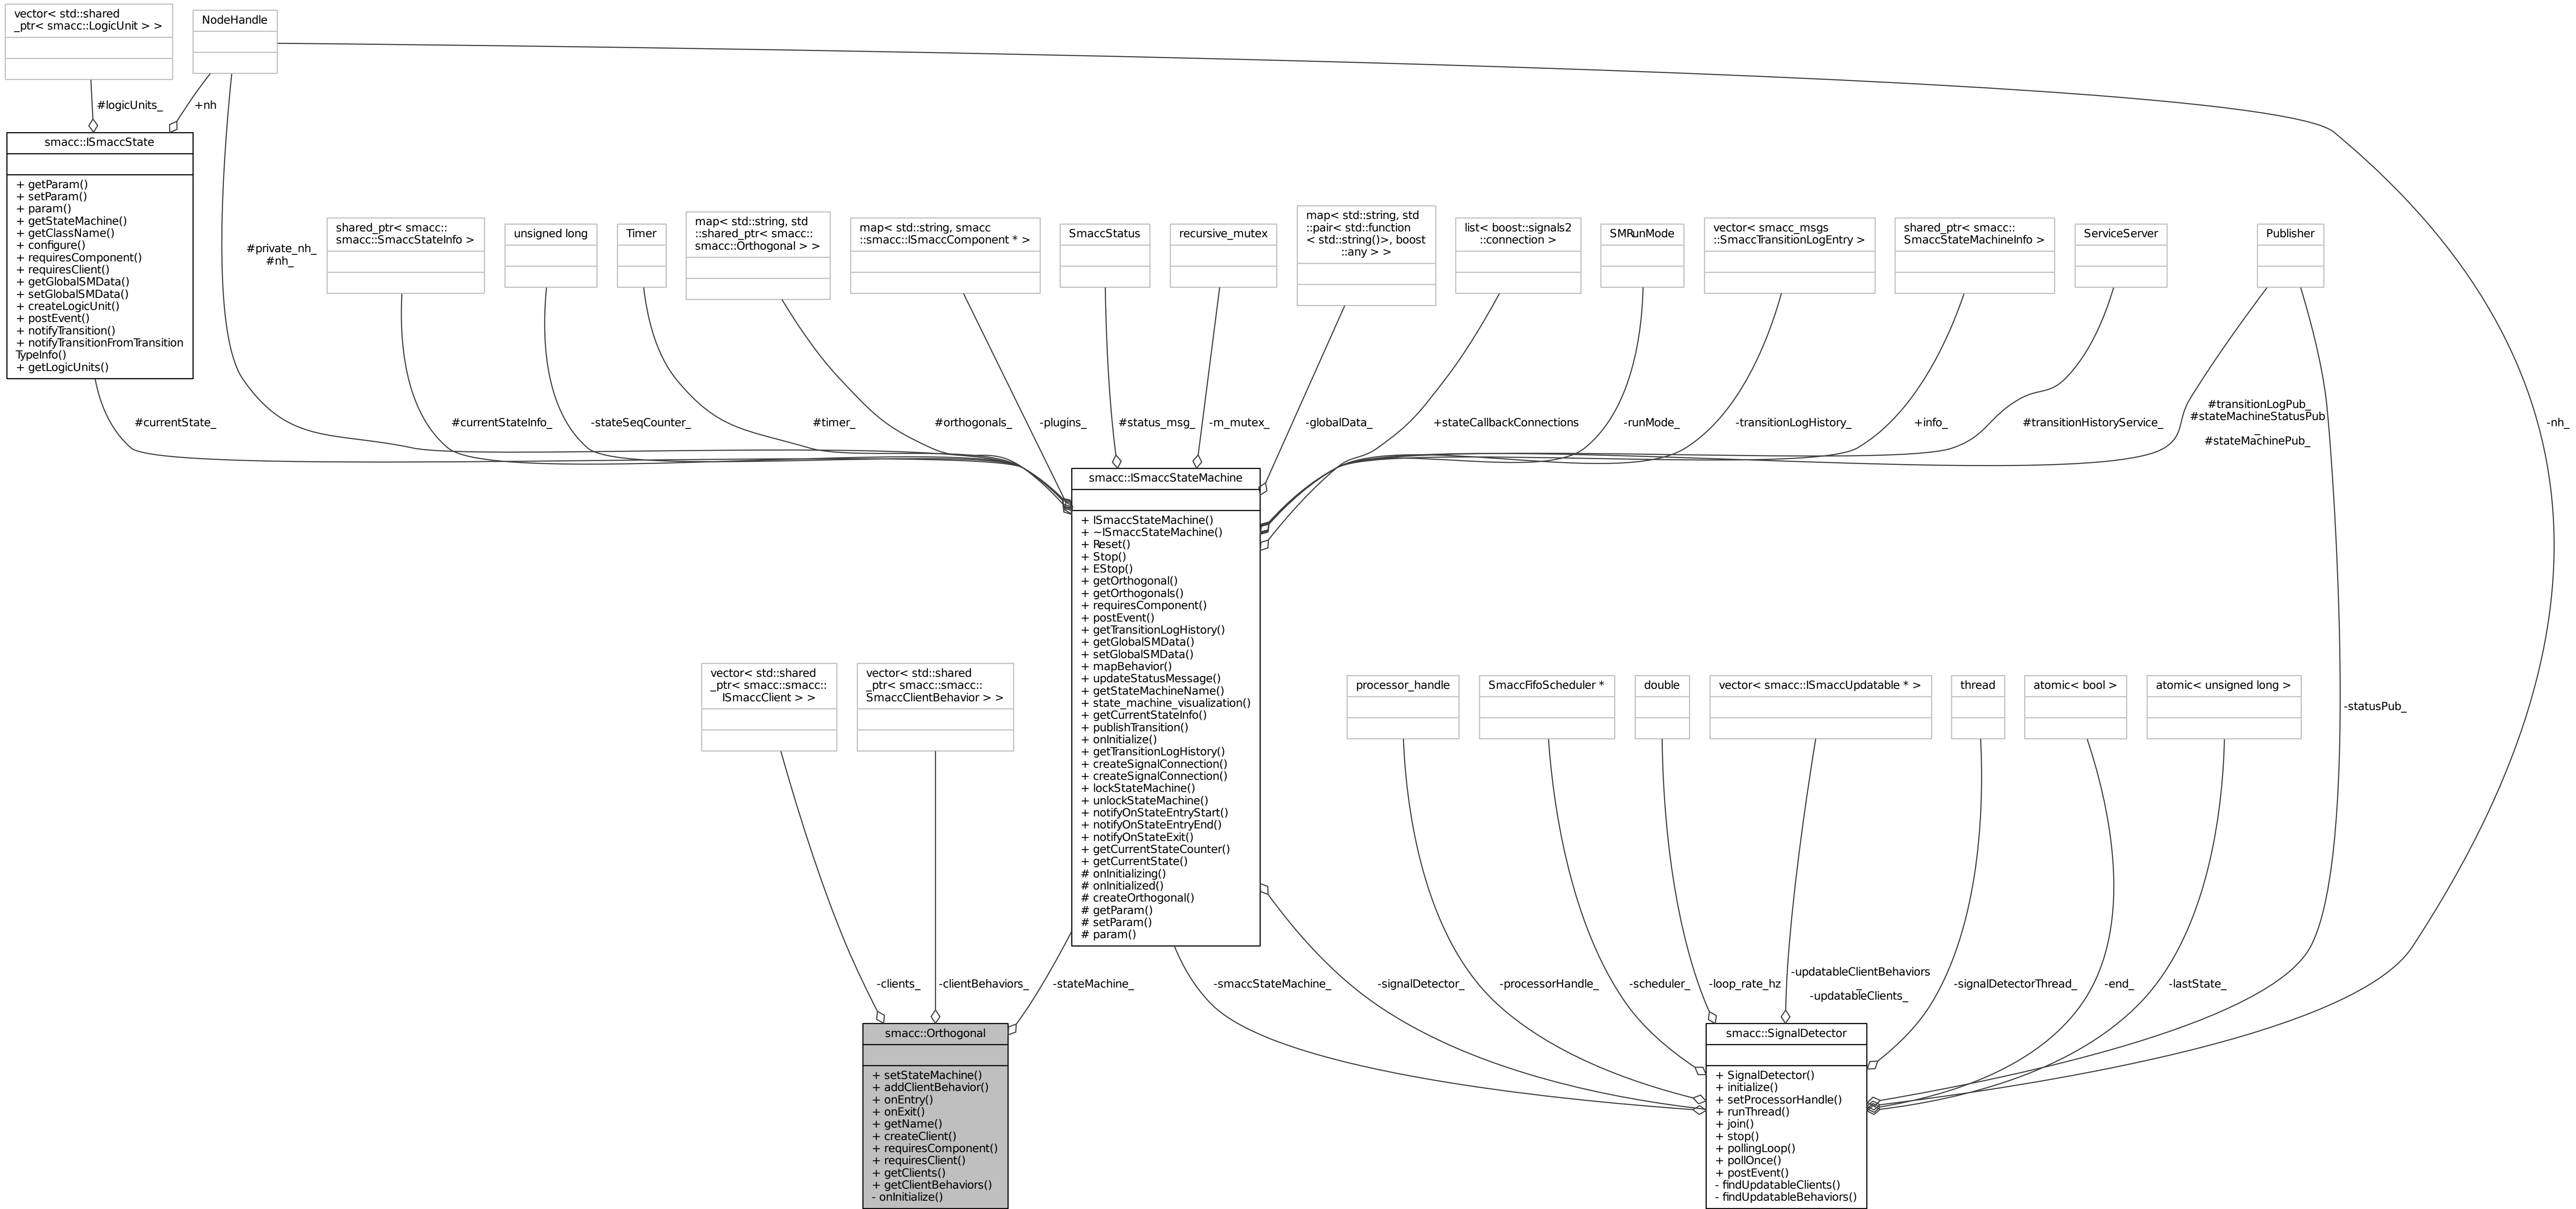 vector< std::shared
_ptr< smacc::LogicUnit > >
NodeHandle
#logicUnits_
+nh
smacc::ISmaccState
+ getParam()
+ setParam()
+ param()
+ getStateMachine()
+ getClassName()
+ configure()
+ requiresComponent()
+ requiresClient()
+ getGlobalSMData()
+ setGlobalSMData()
+ createLogicUnit()
+ postEvent()
+ notifyTransition()
+ notifyTransitionFromTransition
TypeInfo()
+ getLogicUnits()
#private_nh_
#nh_
shared_ptr< smacc::
smacc::SmaccStateInfo >
unsigned long
Timer
map< std::string, std
::shared_ptr< smacc::
smacc::Orthogonal > >
map< std::string, smacc
::smacc::ISmaccComponent * >
SmaccStatus
recursive_mutex
map< std::string, std
::pair< std::function
< std::string()>, boost
::any > >
list< boost::signals2
::connection >
SMRunMode
vector< smacc_msgs
::SmaccTransitionLogEntry >
shared_ptr< smacc::
SmaccStateMachineInfo >
ServiceServer
Publisher
#currentState_
#currentStateInfo_
-stateSeqCounter_
#timer_
#orthogonals_
-plugins_
#status_msg_
-m_mutex_
-globalData_
+stateCallbackConnections
-runMode_
-transitionLogHistory_
+info_
#transitionHistoryService_
#transitionLogPub_
#stateMachineStatusPub
_
#stateMachinePub_
-nh_
smacc::ISmaccStateMachine
+ ISmaccStateMachine()
+ ~ISmaccStateMachine()
+ Reset()
+ Stop()
+ EStop()
+ getOrthogonal()
+ getOrthogonals()
+ requiresComponent()
+ postEvent()
+ getTransitionLogHistory()
+ getGlobalSMData()
+ setGlobalSMData()
+ mapBehavior()
+ updateStatusMessage()
+ getStateMachineName()
+ state_machine_visualization()
+ getCurrentStateInfo()
+ publishTransition()
+ onInitialize()
+ getTransitionLogHistory()
+ createSignalConnection()
+ createSignalConnection()
+ lockStateMachine()
+ unlockStateMachine()
+ notifyOnStateEntryStart()
+ notifyOnStateEntryEnd()
+ notifyOnStateExit()
+ getCurrentStateCounter()
+ getCurrentState()
# onInitializing()
# onInitialized()
# createOrthogonal()
# getParam()
# setParam()
# param()
vector< std::shared
_ptr< smacc::smacc::
ISmaccClient > >
vector< std::shared
_ptr< smacc::smacc::
SmaccClientBehavior > >
processor_handle
SmaccFifoScheduler *
double
vector< smacc::ISmaccUpdatable * >
thread
atomic< bool >
atomic< unsigned long >
-statusPub_
-clients_
-clientBehaviors_
-stateMachine_
-smaccStateMachine_
-signalDetector_
-processorHandle_
-scheduler_
-loop_rate_hz
-updatableClientBehaviors
_
-updatableClients_
-signalDetectorThread_
-end_
-lastState_
smacc::Orthogonal
+ setStateMachine()
+ addClientBehavior()
+ onEntry()
+ onExit()
+ getName()
+ createClient()
+ requiresComponent()
+ requiresClient()
+ getClients()
+ getClientBehaviors()
- onInitialize()
smacc::SignalDetector
+ SignalDetector()
+ initialize()
+ setProcessorHandle()
+ runThread()
+ join()
+ stop()
+ pollingLoop()
+ pollOnce()
+ postEvent()
- findUpdatableClients()
- findUpdatableBehaviors()